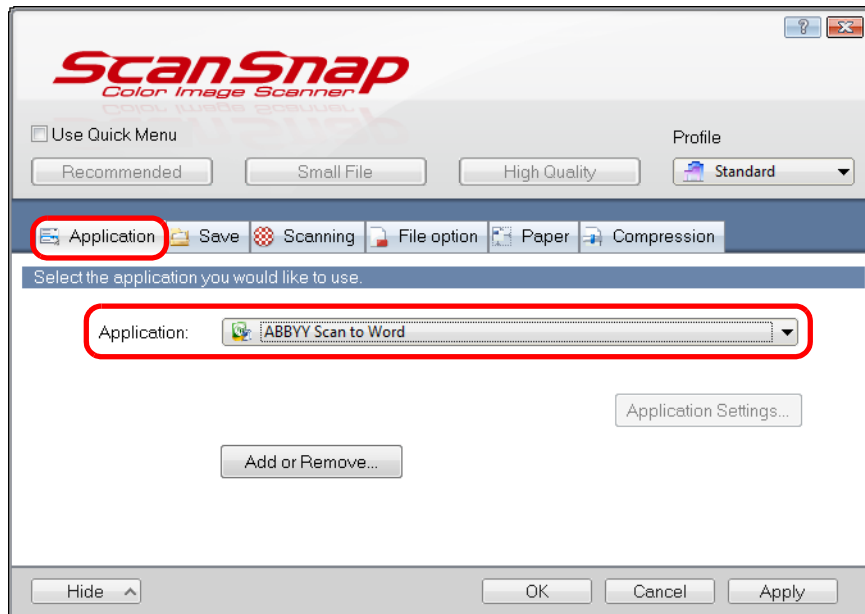 ScanSnap
Color Image Scanner
Use Quick Menu
Profile
Recommended Small File High Quality Standard
Application Save Scanning File option Paper Compression
Select the application you would like to use.
Application: ABBYY Scan to Word
Application Settings...
Add or Remove...
Hide OK Cancel Apply